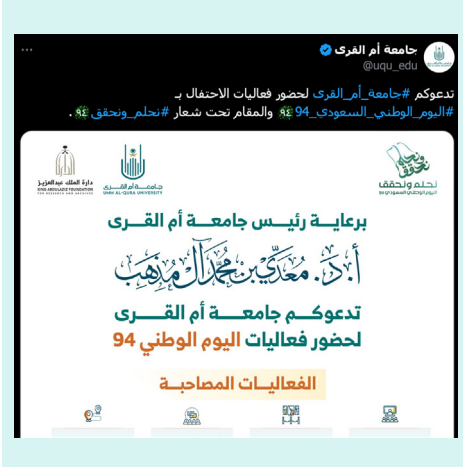 جامعة أم القرى
@uqu_edu
تدعوكم #جامعة_أم_القرى لحضور فعاليات الاحتفال بـ
#اليوم_الوطني_السعودي_94 والمقام تحت شعار #نحلم_ونحقق .
دارة الملك عبدالعزيز
KING ABDULAZIZ FOUNDATION
FOR RESEARCH AND ARCHIVES
جامعة أم القرى
UMM AL-QURA UNIVERSITY
نحلم ونحقق
اليوم الوطني السعودي 94
برعاية رئيس جامعة أم القرى
أ.د. معدي بن محمد آل مذهب
تدعوكم جامعة أم القرى
لحضور فعاليات اليوم الوطني 94
الفعاليات المصاحبة